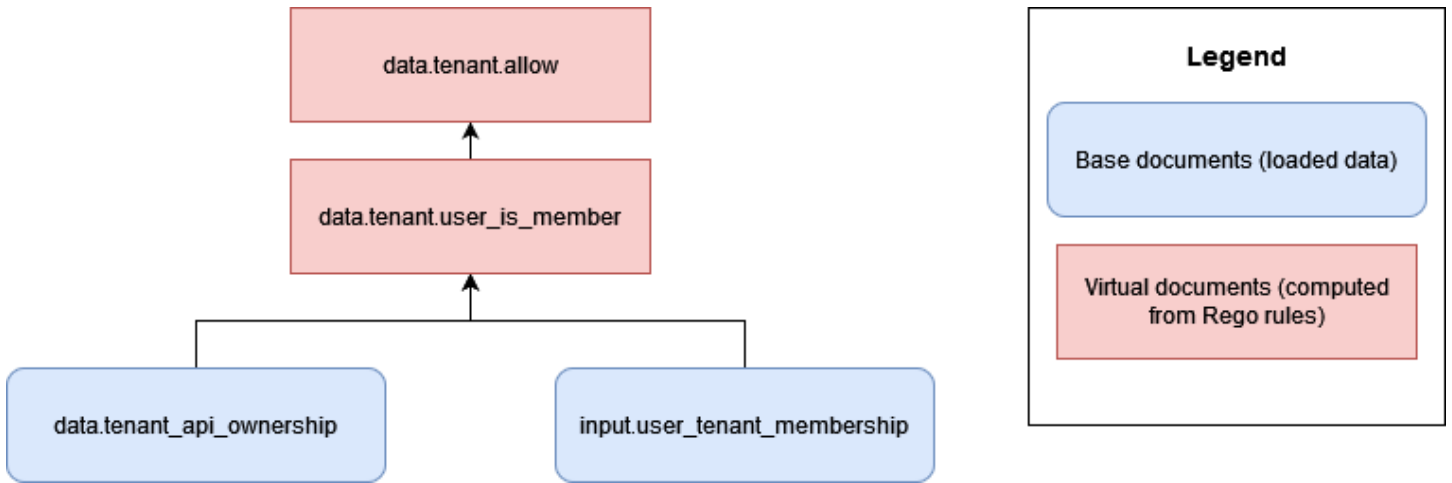 data.tenant.allow
data.tenant.user_is_member
data.tenant_api_ownership
input.user_tenant_membership
Legend
Base documents (loaded data)
Virtual documents (computed
from Rego rules)